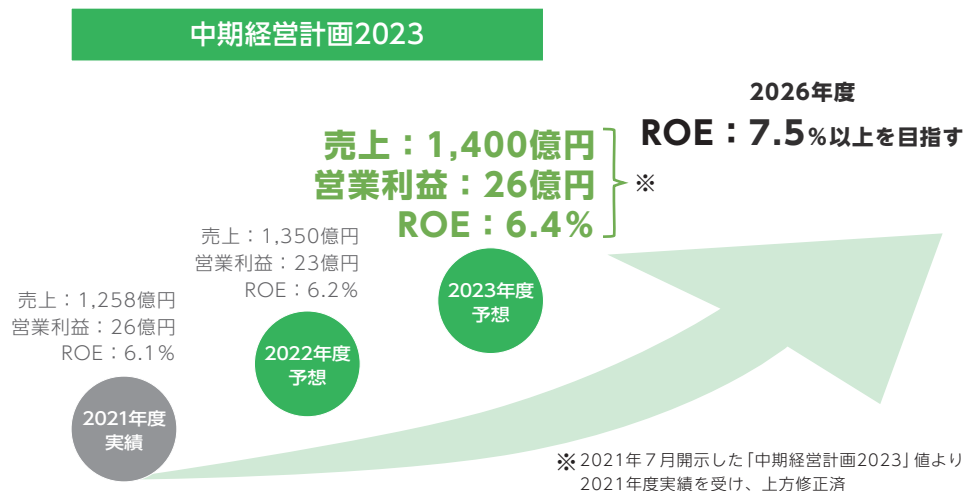 中期経営計画2023
2026年度
ROE：7.5%以上を目指す
売上：1,400億円
営業利益：26億円
ROE：6.4%
※
売上：1,350億円
営業利益：23億円
ROE：6.2%
2023年度
予想
売上：1,258億円
営業利益：26億円
ROE：6.1%
2022年度
予想
2021年度
実績
※2021年7月開示した「中期経営計画2023」値より
2021年度実績を受け、上方修正済